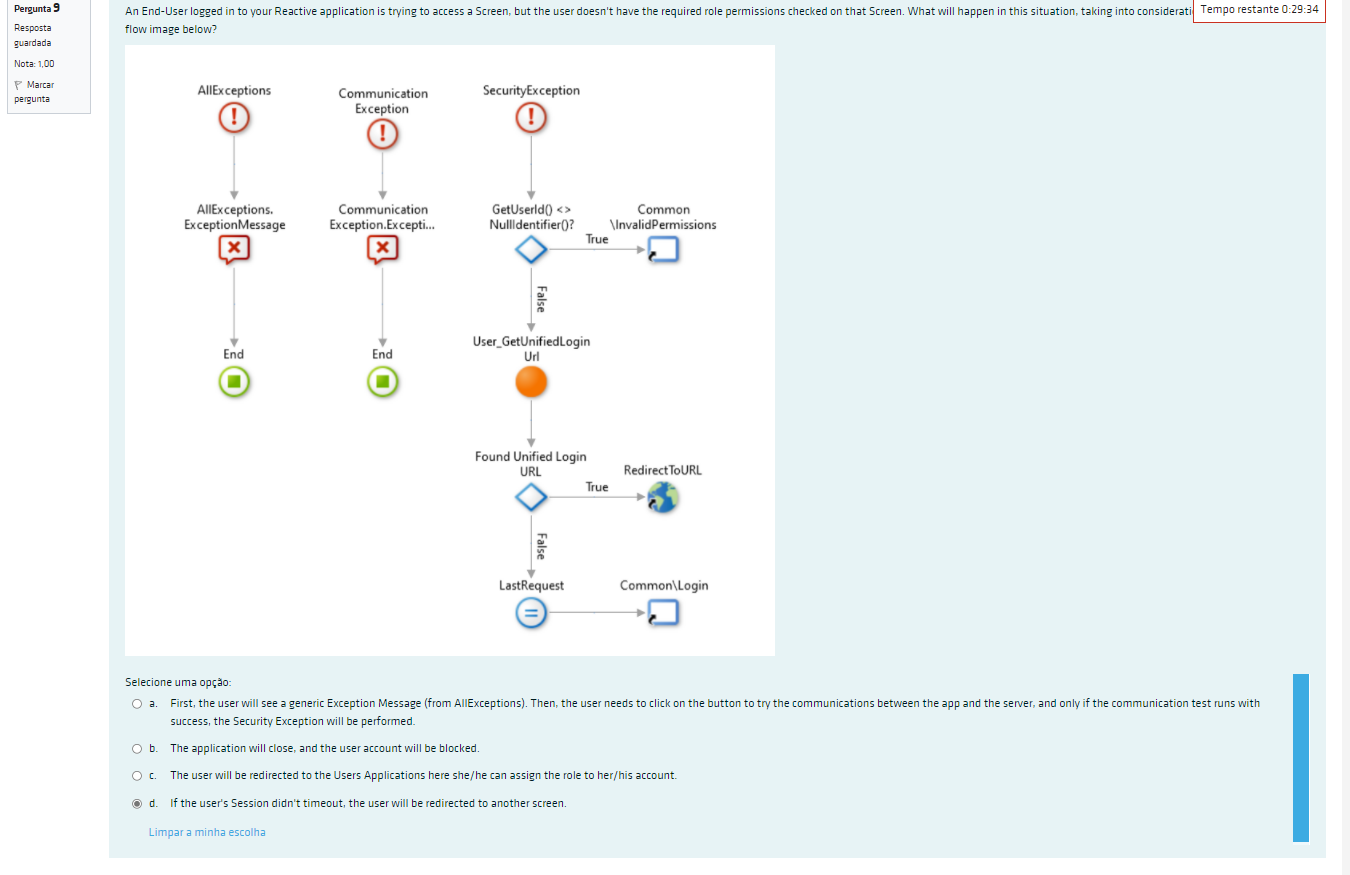 Pergunta 9
Resposta
guardada
Nota: 1,00
Marcar
pergunta
An End-User logged in to your Reactive application is trying to access a Screen, but the user doesn't have the required role permissions checked on that Screen. What will happen in this situation, taking into considerati
flow image below?
Tempo restante 0:29:34
AllExceptions
Communication
Exception
SecurityException
AllExceptions.
ExceptionMessage
Communication
Exception.Excepti...
GetUserId() <>
NullIdentifier()?
Common
\InvalidPermissions
True
False
End
End
User_GetUnifiedLogin
Url
Found Unified Login
URL
RedirectToURL
True
False
LastRequest
Common\Login
Selecione uma opção:
a. First, the user will see a generic Exception Message (from AllExceptions). Then, the user needs to click on the button to try the communications between the app and the server, and only if the communication test runs with
success, the Security Exception will be performed.
b. The application will close, and the user account will be blocked.
c. The user will be redirected to the Users Applications here she/he can assign the role to her/his account.
d. If the user's Session didn't timeout, the user will be redirected to another screen.
Limpar a minha escolha